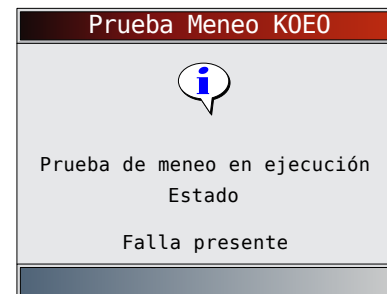 Prueba Meneo KOEO
i
Prueba de meneo en ejecución
Estado
Falla presente